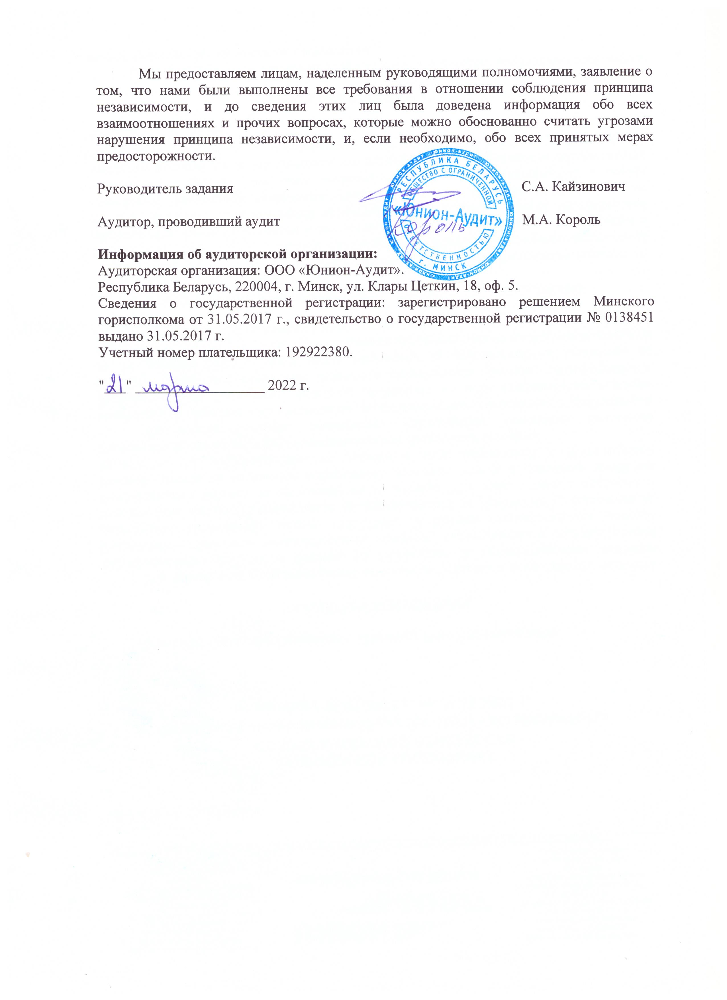 Мы предоставляем лицам, наделенным руководящими полномочиями, заявление о
том, что нами были выполнены все требования в отношении соблюдения принципа
независимости, и до сведения этих лиц была доведена информация обо всех
взаимоотношениях и прочих вопросах, которые можно обоснованно считать угрозами
нарушения принципа независимости, и, если необходимо, обо всех принятых мерах
предосторожности.
Руководитель задания С.А. Кайзинович
РЕСПУБЛИКА БЕЛАРУСЬ
ОБЩЕСТВО С ОГРАНИЧЕННОЙ
«Юнион-Аудит»
ОТВЕТСТВЕННОСТЬЮ
г. МИНСК
Аудитор, проводивший аудит Король М.А. Король
Информация об аудиторской организации:
Аудиторская организация: ООО «Юнион-Аудит».
Республика Беларусь, 220004, г. Минск, ул. Клары Цеткин, 18, оф. 5.
Сведения о государственной регистрации: зарегистрировано решением Минского
горисполкома от 31.05.2017 г., свидетельство о государственной регистрации № 0138451
выдано 31.05.2017 г.
Учетный номер плательщика: 192922380.
"21" марта 2022 г.